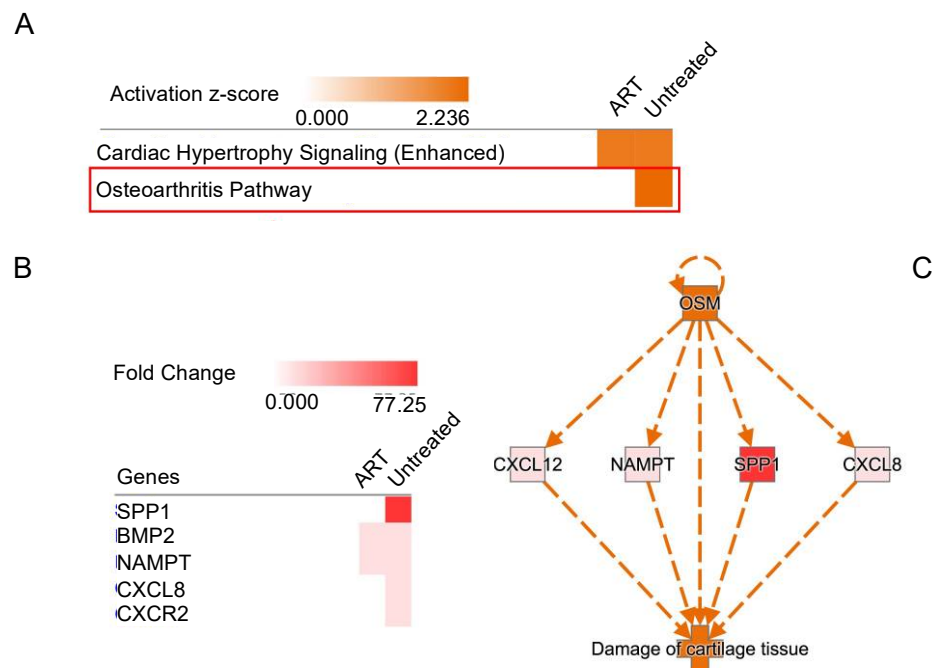 A
Activation z-score
0.000 2.236
ART Untreated
Cardiac Hypertrophy Signaling (Enhanced)
Osteoarthritis Pathway
B
Fold Change
0.000 77.25
ART Untreated
Genes
SPP1
BMP2
NAMPT
CXCL8
CXCR2
C
OSM
CXCL12 NAMPT SPP1 CXCL8
Damage of cartilage tissue